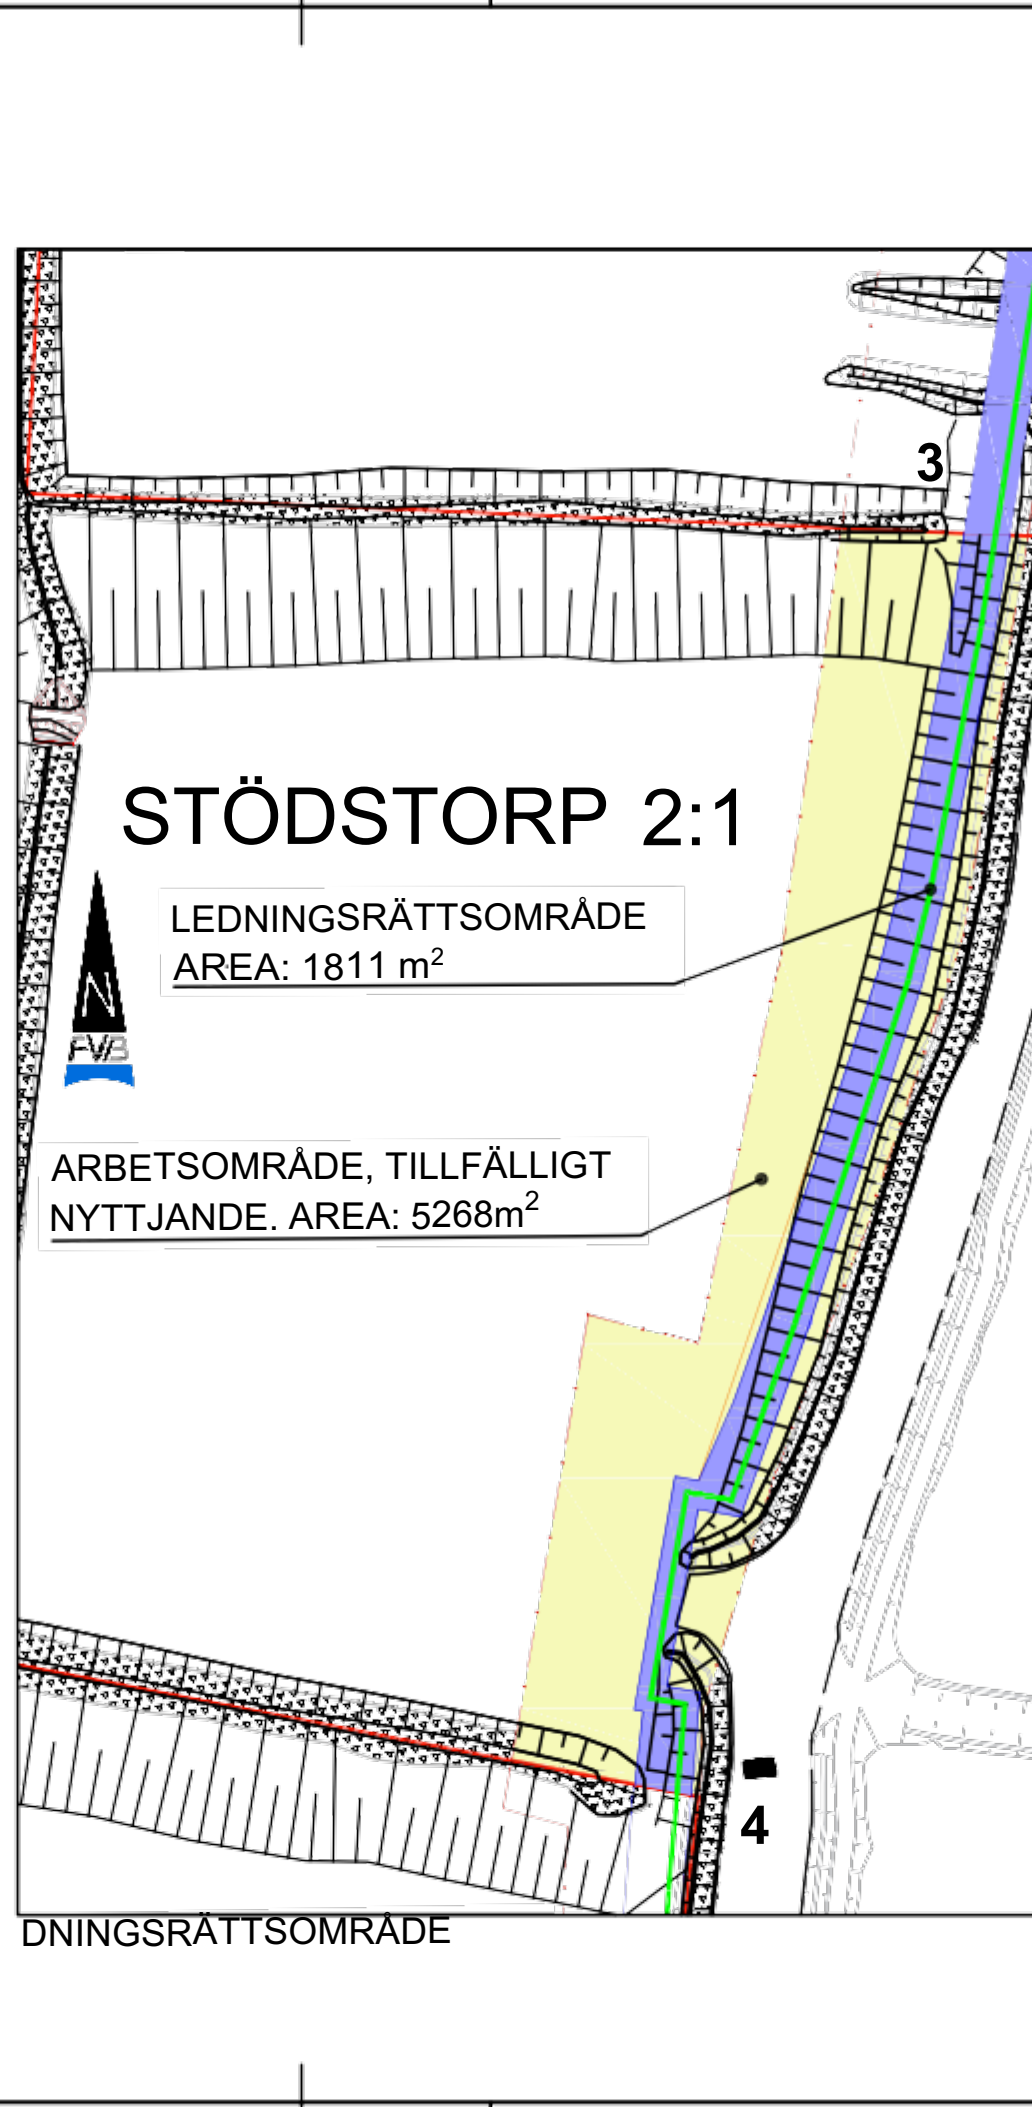 3
STÖDSTORP 2:1
LEDNINGSRÄTTSOMRÅDE
AREA: 1811 m²
N
FVB
ARBETSOMRÅDE, TILLFÄLLIGT
NYTTJANDE. AREA: 5268m²
4
DNINGSRÄTTSOMRÅDE